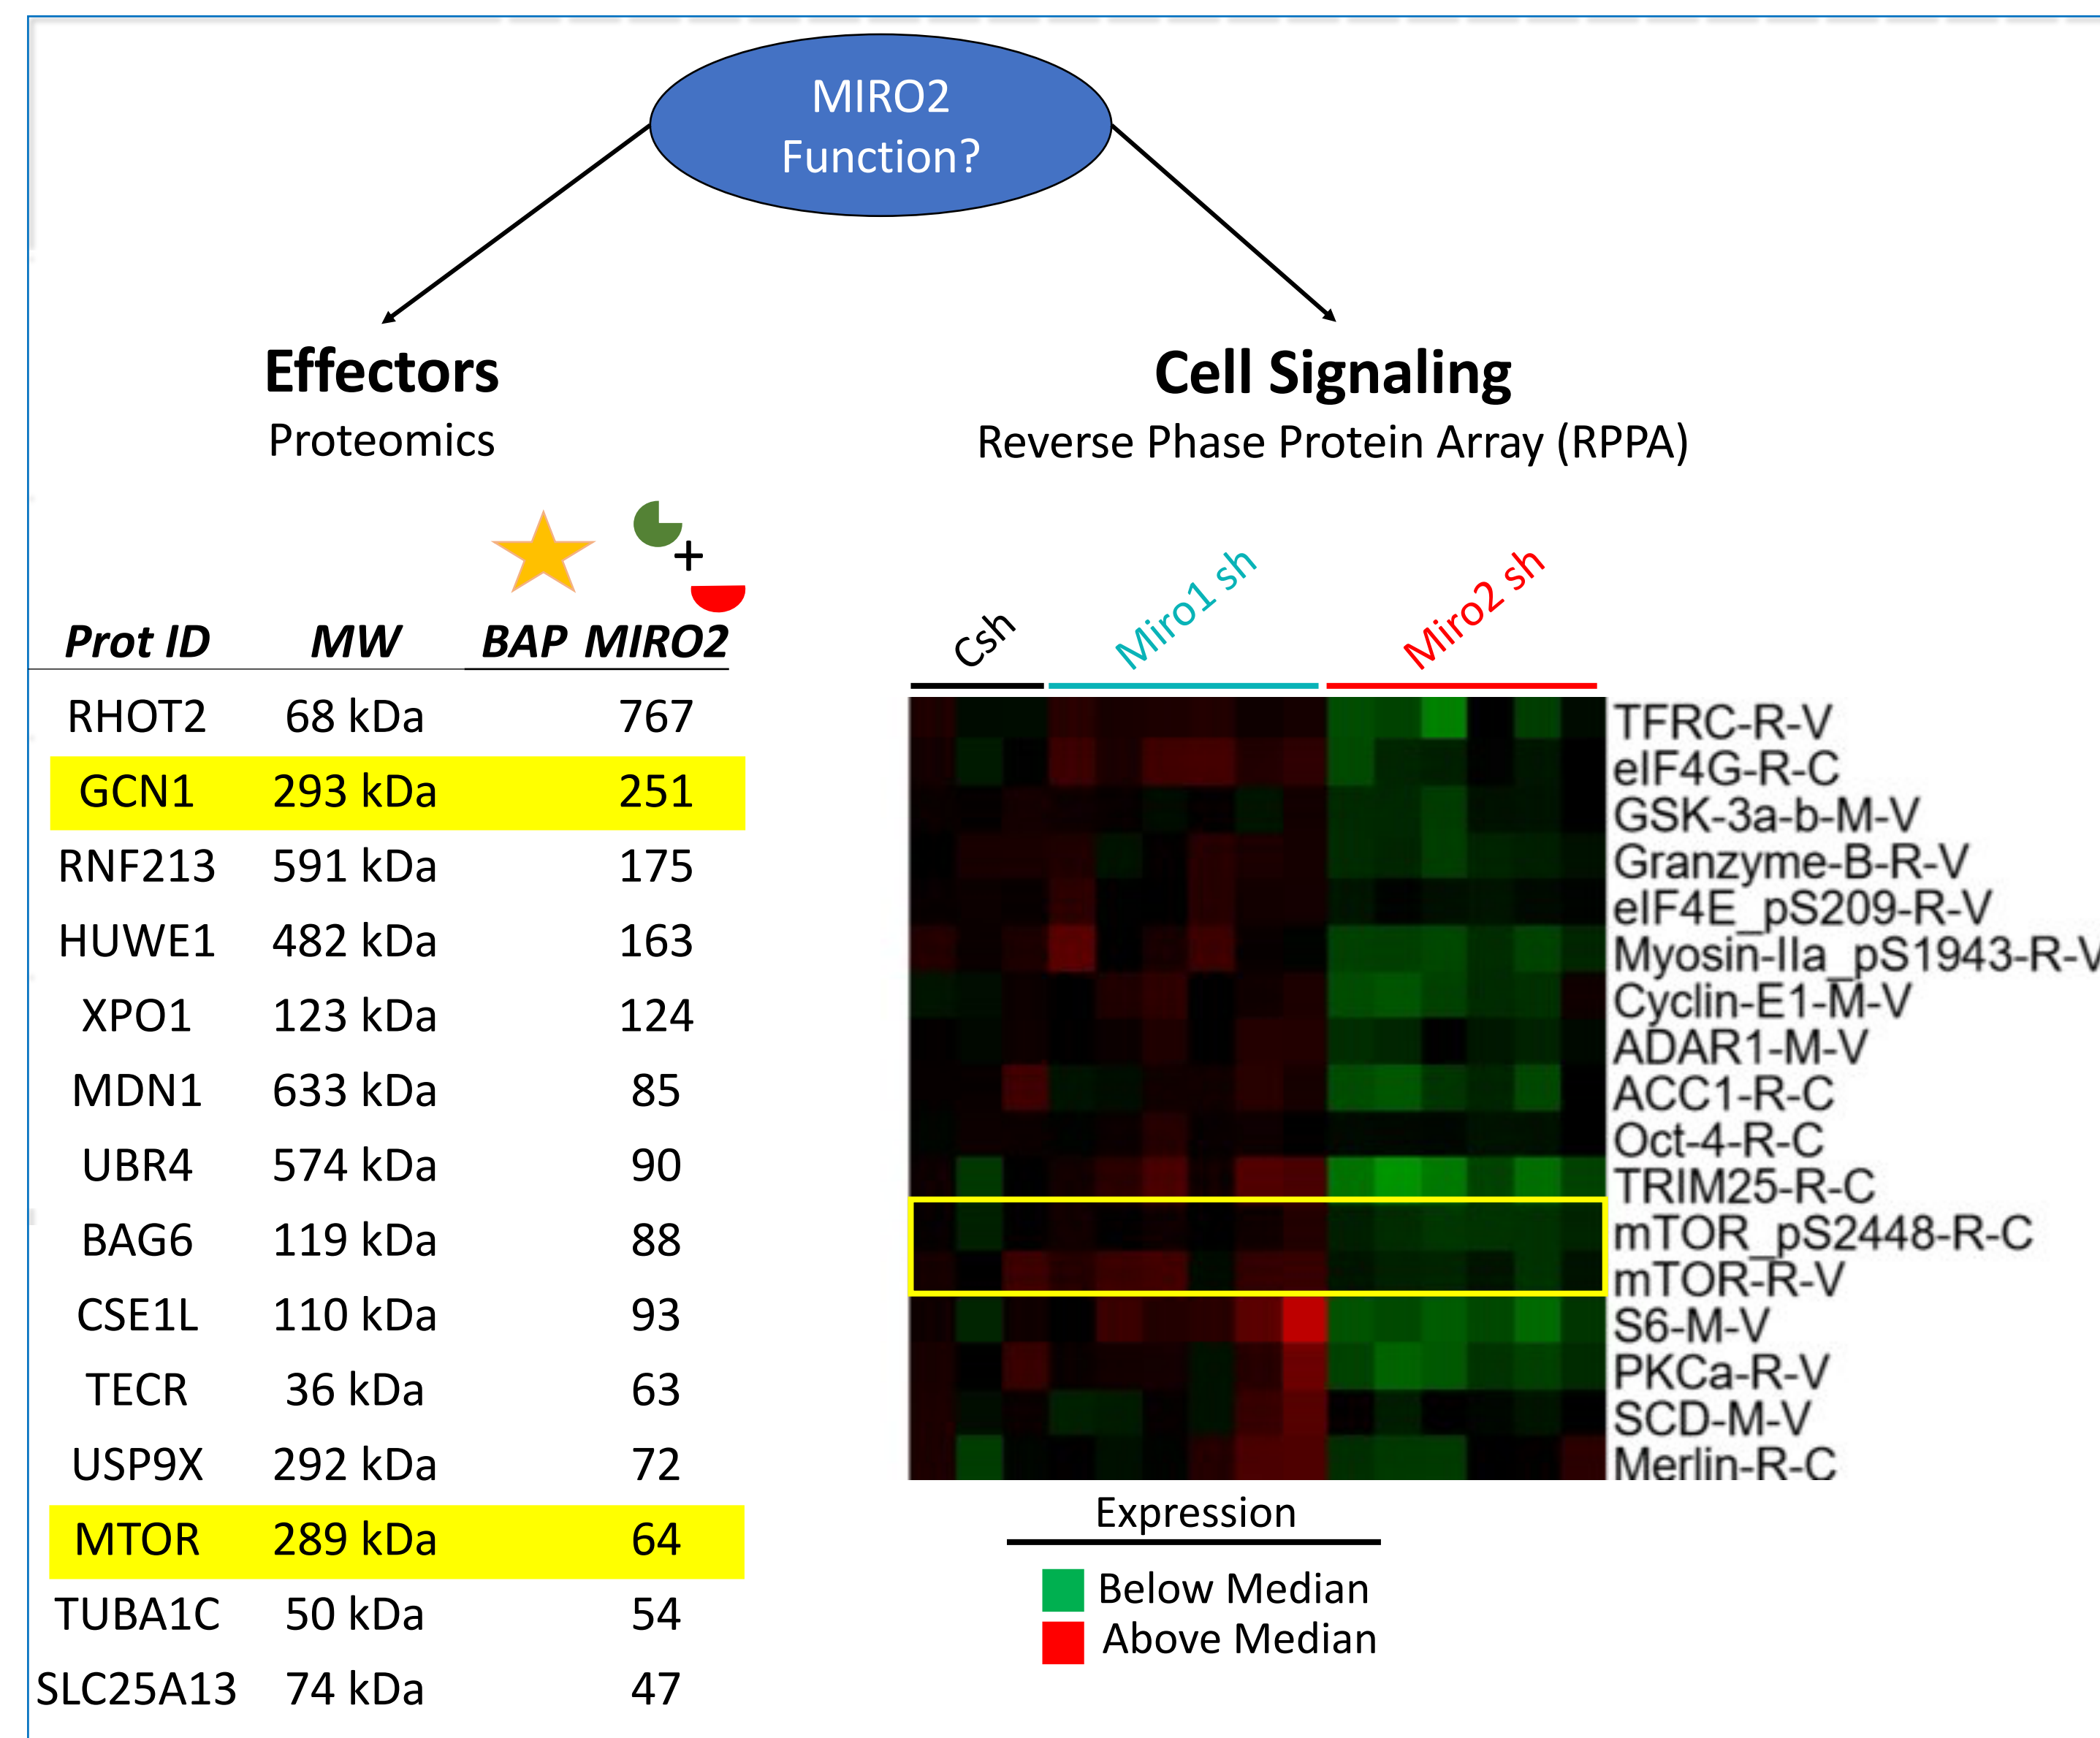 MIRO2
Function?
Effectors
Proteomics
Cell Signaling
Reverse Phase Protein Array (RPPA)
+
Prot ID MW BAP MIRO2
RHOT2 68 kDa 767
GCN1 293 kDa 251
RNF213 591 kDa 175
HUWE1 482 kDa 163
XPO1 123 kDa 124
MDN1 633 kDa 85
UBR4 574 kDa 90
BAG6 119 kDa 88
CSE1L 110 kDa 93
TECR 36 kDa 63
USP9X 292 kDa 72
MTOR 289 kDa 64
TUBA1C 50 kDa 54
SLC25A13 74 kDa 47
Csh
Miro1 sh
Miro2 sh
TFRC-R-V
eIF4G-R-C
GSK-3a-b-M-V
Granzyme-B-R-V
eIF4E_pS209-R-V
Myosin-IIa_pS1943-R-V
Cyclin-E1-M-V
ADAR1-M-V
ACC1-R-C
Oct-4-R-C
TRIM25-R-C
mTOR_pS2448-R-C
mTOR-R-V
S6-M-V
PKCa-R-V
SCD-M-V
Merlin-R-C
Expression
Below Median
Above Median